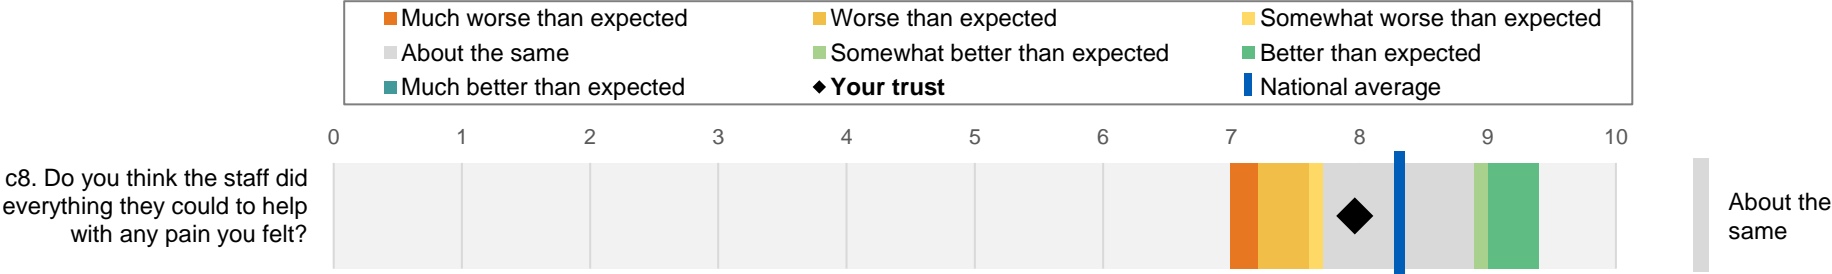 Much worse than expected Worse than expected Somewhat worse than expected
About the same Somewhat better than expected Better than expected
Much better than expected Your trust National average
0 1 2 3 4 5 6 7 8 9 10
c8. Do you think the staff did
everything they could to help
with any pain you felt?
About the
same